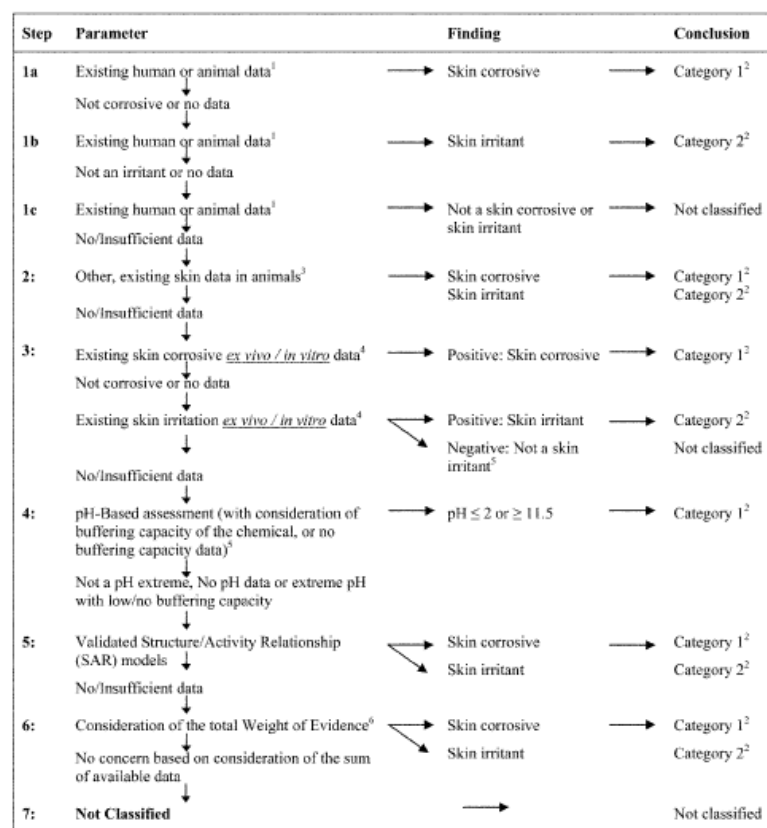 Step Parameter Finding Conclusion
1a Existing human or animal data¹ Skin corrosive Category 1²
Not corrosive or no data
1b Existing human or animal data¹ Skin irritant Category 2²
Not an irritant or no data
1c Existing human or animal data¹ Not a skin corrosive or Not classified
skin irritant
No/Insufficient data
2: Other, existing skin data in animals³ Skin corrosive Category 1²
Skin irritant Category 2²
No/Insufficient data
3: Existing skin corrosive ex vivo / in vitro data⁴ Positive: Skin corrosive Category 1²
Not corrosive or no data
Existing skin irritation ex vivo / in vitro data⁴ Positive: Skin irritant Category 2²
Negative: Not a skin Not classified
irritant⁵
No/Insufficient data
4: pH-Based assessment (with consideration of pH ≤ 2 or ≥ 11.5 Category 1²
buffering capacity of the chemical, or no
buffering capacity data)⁵
Not a pH extreme, No pH data or extreme pH
with low/no buffering capacity
5: Validated Structure/Activity Relationship Skin corrosive Category 1²
(SAR) models Skin irritant Category 2²
No/Insufficient data
6: Consideration of the total Weight of Evidence⁶ Skin corrosive Category 1²
Skin irritant Category 2²
No concern based on consideration of the sum
of available data
7: Not Classified Not classified